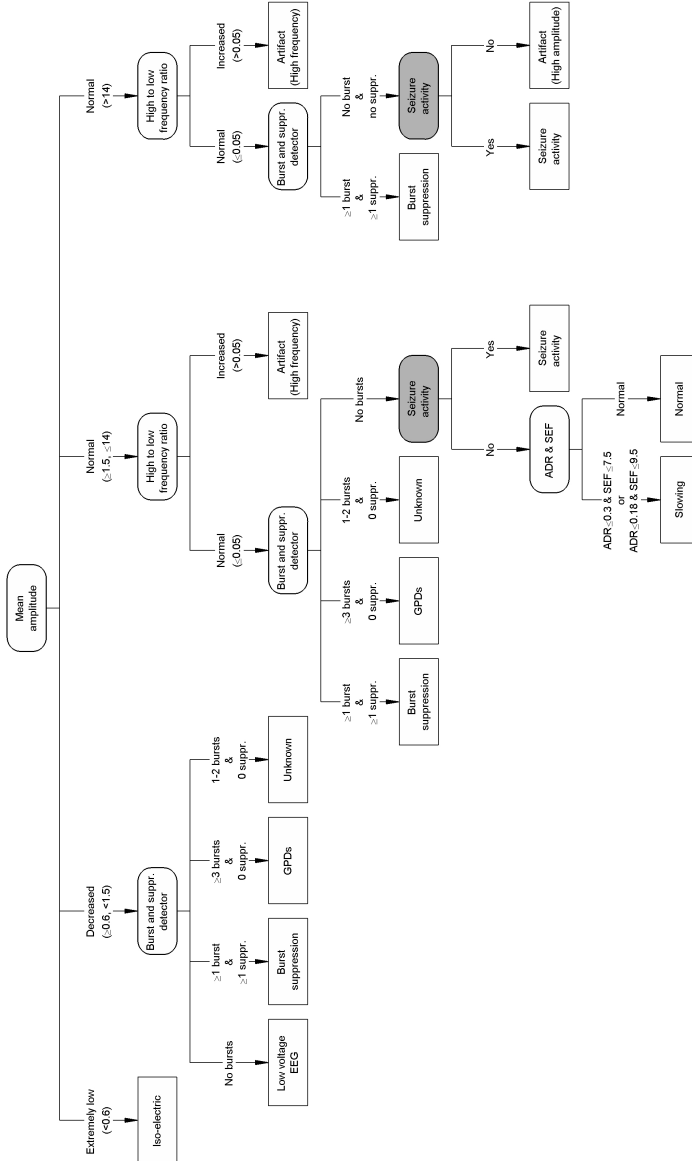 Mean
amplitude
Extremely low
(<0.6)
Decreased
(≥0.6, <1.5)
Normal
(≥1.5, ≤14)
Normal
(>14)
Iso-electric
Burst and suppr.
detector
High to low
frequency ratio
High to low
frequency ratio
No bursts
≥1 burst
&
≥1 suppr.
≥3 bursts
&
0 suppr.
1-2 bursts
&
0 suppr.
Normal
(≤0.05)
Increased
(>0.05)
Normal
(≤0.05)
Increased
(>0.05)
Low voltage
EEG
Burst
suppression
GPDs
Unknown
Burst and suppr.
detector
Artifact
(High frequency)
Burst and suppr.
detector
Artifact
(High frequency)
≥1 burst
&
≥1 suppr.
≥3 bursts
&
0 suppr.
1-2 bursts
&
0 suppr.
No bursts
≥1 burst
&
≥1 suppr.
No burst
&
no suppr.
Burst
suppression
GPDs
Unknown
Seizure
activity
Burst
suppression
Seizure
activity
No
Yes
Yes
No
ADR & SEF
Seizure
activity
Seizure
activity
Artifact
(High amplitude)
ADR≤0.3 & SEF≤7.5
or
ADR≤0.18 & SEF≤9.5
Normal
Slowing
Normal